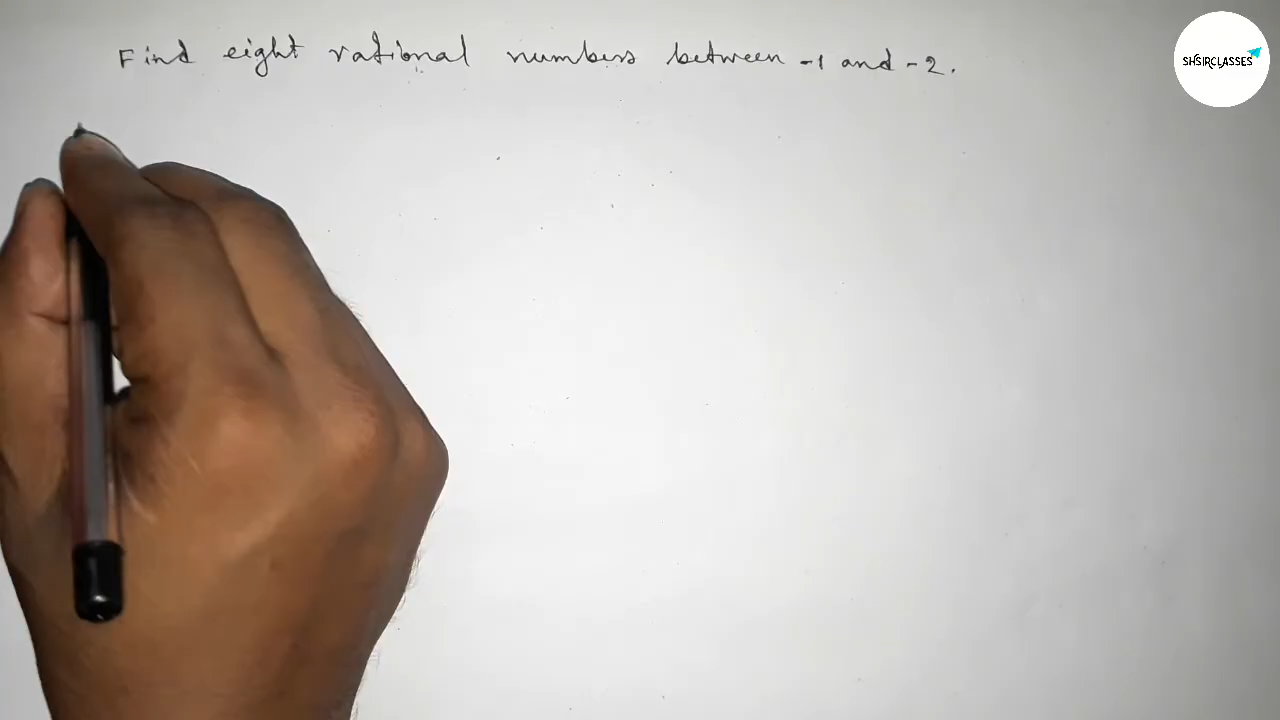 Find eight rational numbers between -1 and -2.
SHSIRCLASSES